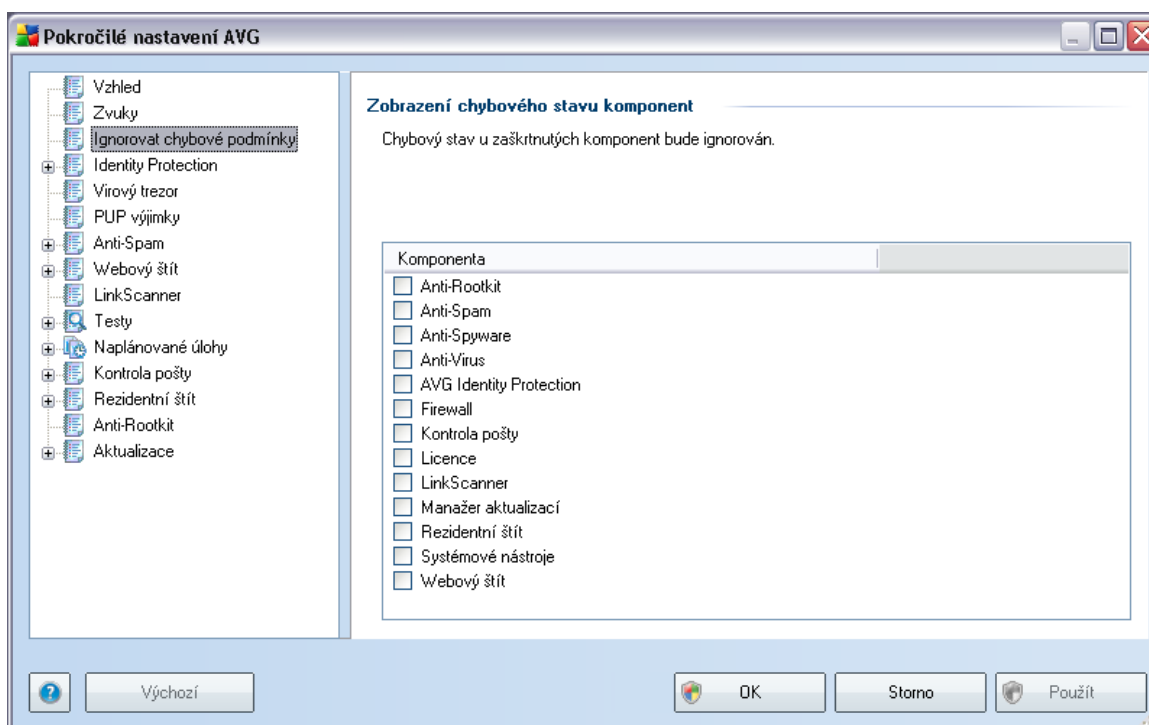 Pokročilé nastavení AVG
Vzhled
Zvuky
Ignorovat chybové podmínky
Identity Protection
Virový trezor
PUP výjimky
Anti-Spam
Webový štít
LinkScanner
Testy
Naplánované úlohy
Kontrola pošty
Rezidentní štít
Anti-Rootkit
Aktualizace
Zobrazení chybového stavu komponent
Chybový stav u zaškrtnutých komponent bude ignorován.
Komponenta
Anti-Rootkit
Anti-Spam
Anti-Spyware
Anti-Virus
AVG Identity Protection
Firewall
Kontrola pošty
Licence
LinkScanner
Manažer aktualizací
Rezidentní štít
Systémové nástroje
Webový štít
Výchozí
OK
Storno
Použít